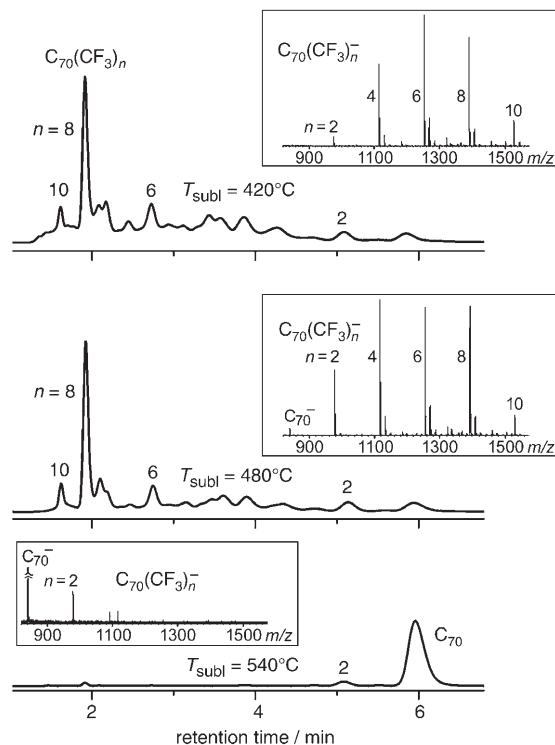 C70(CF3)n
n = 8
10
6
Tsubl = 420°C
2
C70(CF3)n–
n = 2
4
6
8
10
900 1100 1300 1500 m/z
n = 8
10
6
Tsubl = 480°C
2
C70(CF3)n–
n = 2
4
6
8
10
C70–
900 1100 1300 1500 m/z
C70–
n = 2
C70(CF3)n–
900 1100 1300 1500 m/z
Tsubl = 540°C
2
C70
2 4 6
retention time / min